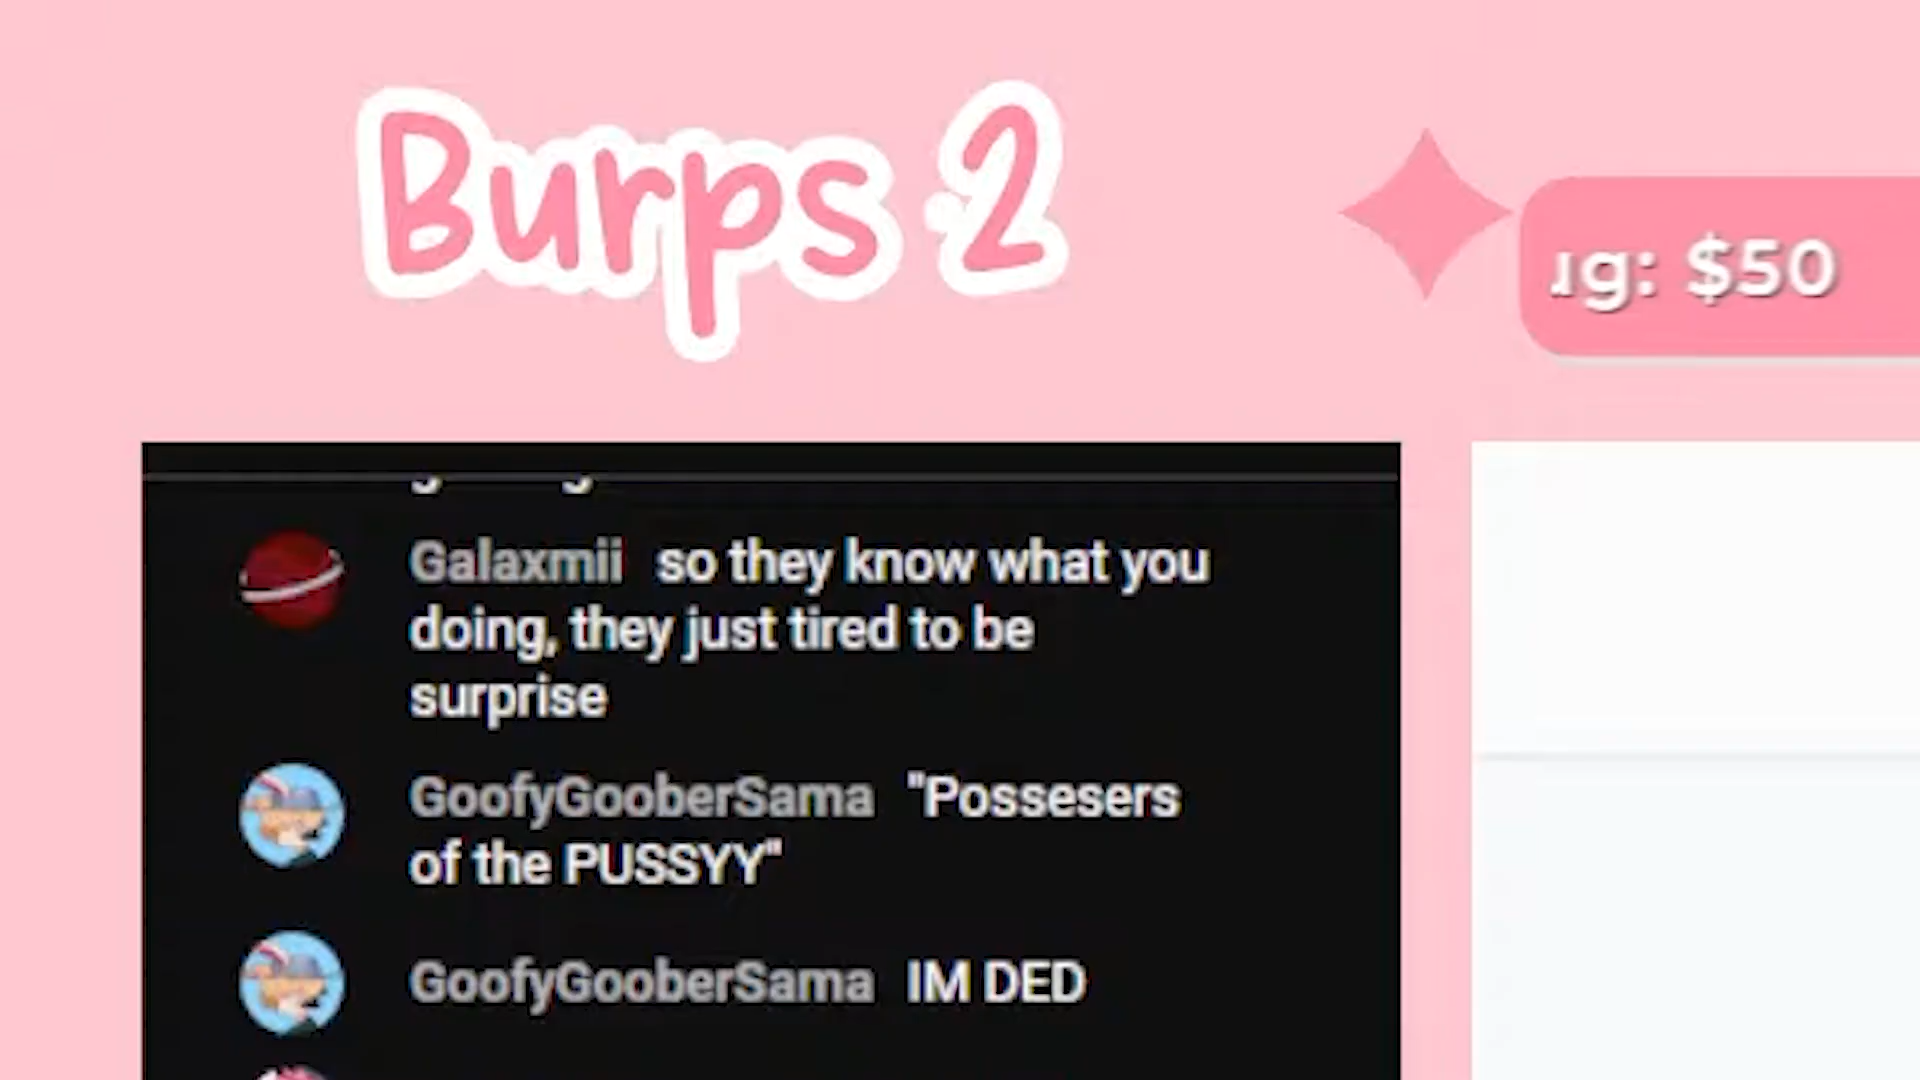 Burps 2
g: $50
Galaxmii so they know what you
doing, they just tired to be
surprise
GoofyGooberSama "Possesers
of the PUSSYY"
GoofyGooberSama IM DED